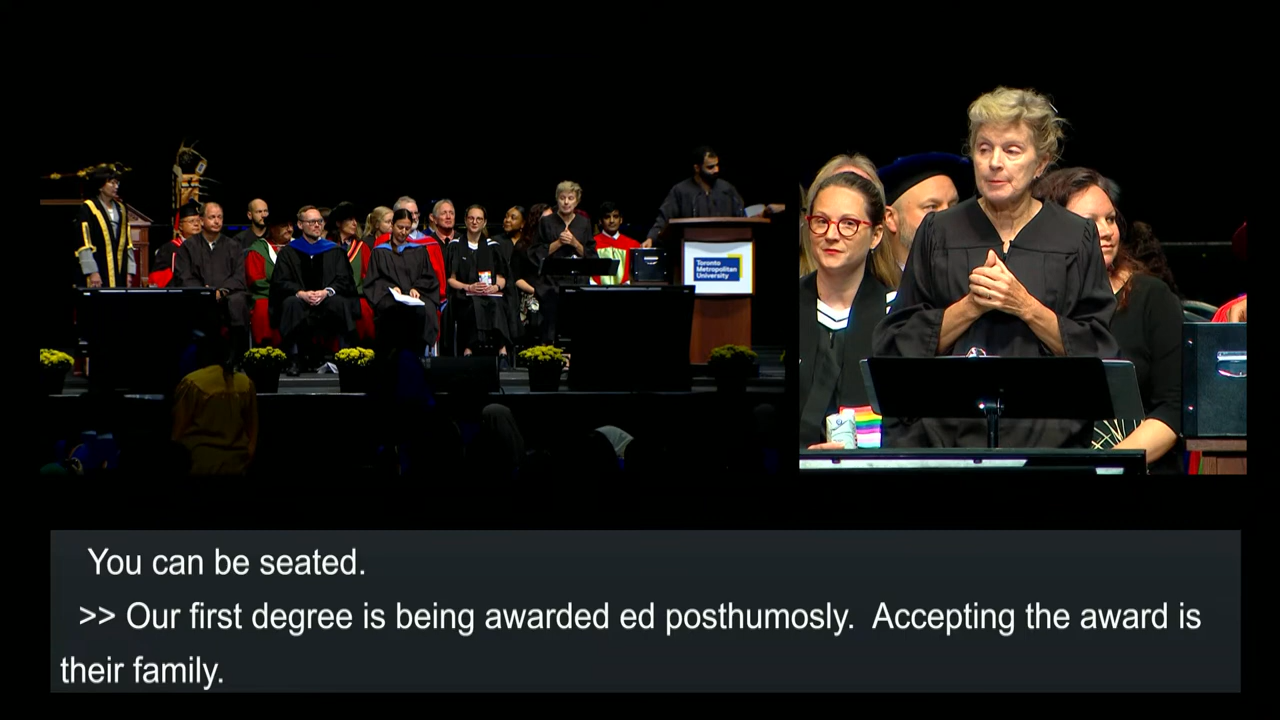 Toronto
Metropolitan
University
You can be seated.
>> Our first degree is being awarded ed posthumosly.  Accepting the award is
their family.